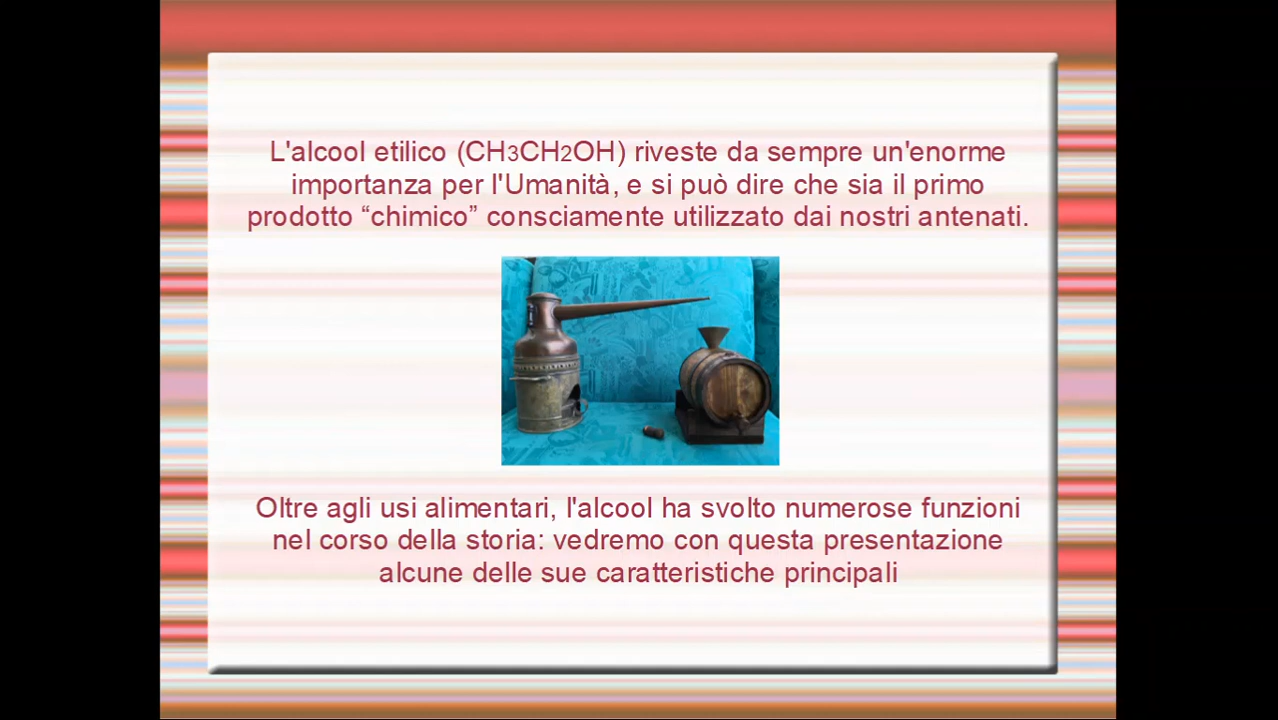 L'alcool etilico (CH3CH2OH) riveste da sempre un'enorme
importanza per l'Umanità, e si può dire che sia il primo
prodotto “chimico” consciamente utilizzato dai nostri antenati.
Oltre agli usi alimentari, l'alcool ha svolto numerose funzioni
nel corso della storia: vedremo con questa presentazione
alcune delle sue caratteristiche principali